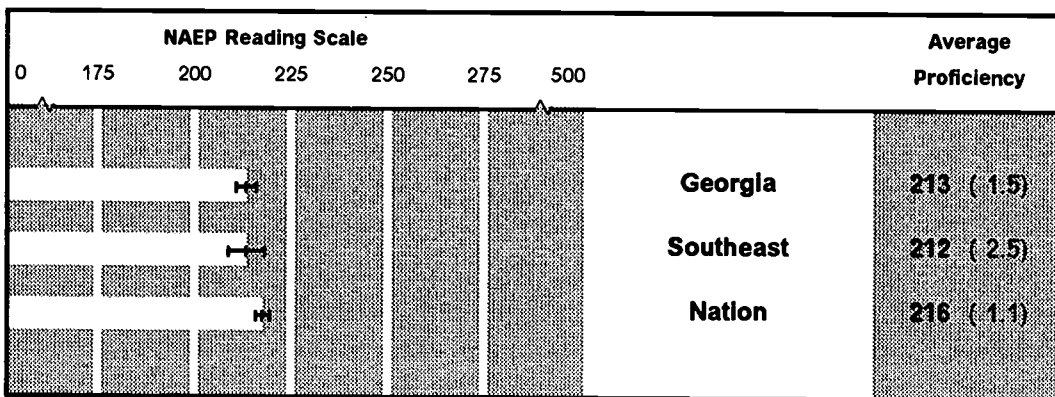 NAEP Reading Scale
0 175 200 225 250 275 500
Average
Proficiency
Georgia 213 ( 1.5)
Southeast 212 ( 2.5)
Nation 216 ( 1.1)